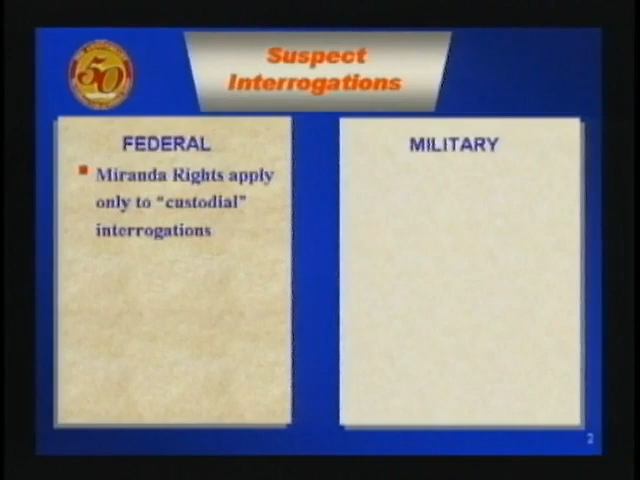 Suspect
Interrogations
50
FEDERAL
Miranda Rights apply
only to "custodial"
interrogations
MILITARY
2